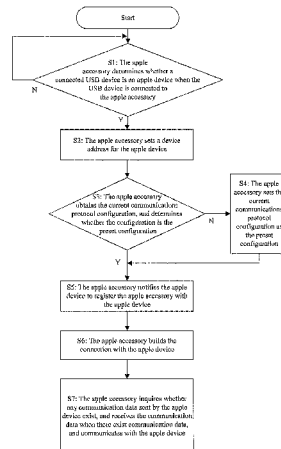 Start
S1: The apple
accessory determines whether a
connected USB device is an apple device when the
USB device is connected to
the apple accessory
N
Y
S2: The apple accessory sets a device
address for the apple device
S3: The apple accessory
obtains the current communications
protocol configuration, and determines
whether the configuration is the
preset configuration
N
S4: The apple
accessory sets the
current
communications
protocol
configuration as
the preset
configuration
Y
S5: The apple accessory notifies the apple
device to register the apple accessory with
the apple device
S6: The apple accessory builds the
connection with the apple device
S7: The apple accessory inquires whether
any communication data sent by the apple
device exist, and receives the communication
data when there exist communication data,
and communicates with the apple device